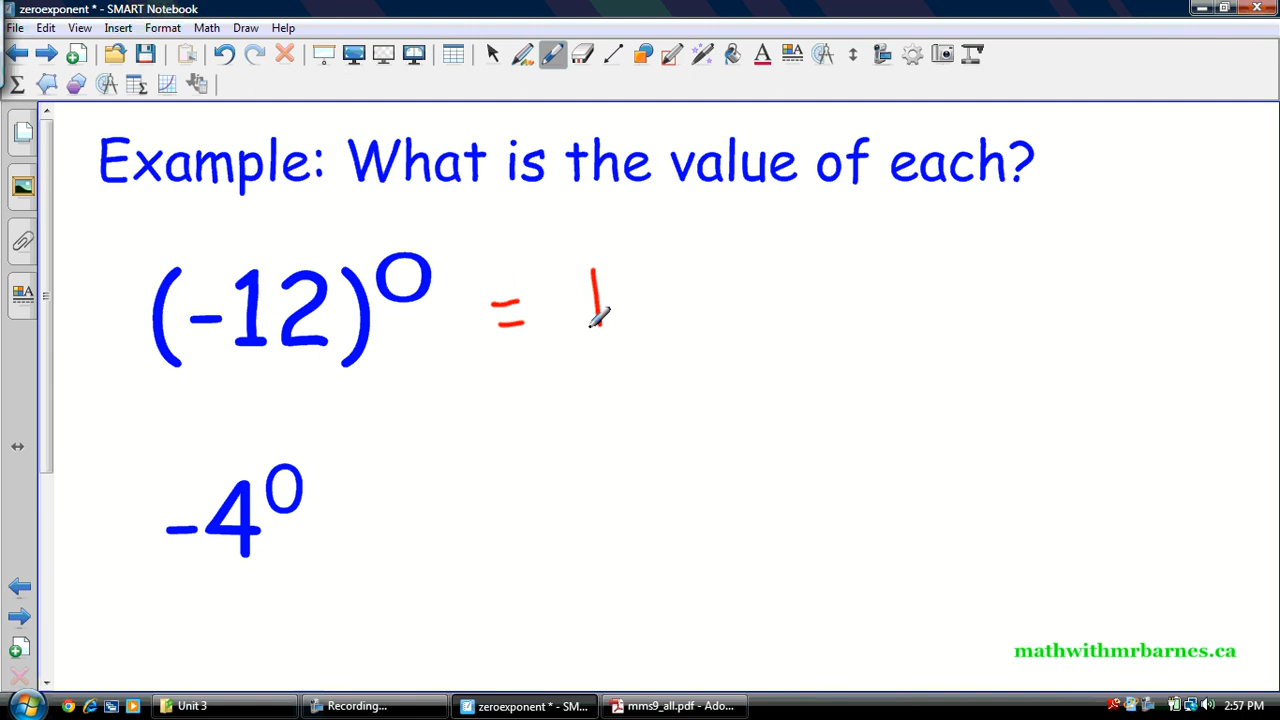 zeroexponent * - SMART Notebook
File Edit View Insert Format Math Draw Help
Example: What is the value of each?
(-12)⁰ = 1
-4⁰
mathwithmrbarnes.ca
Unit 3
Recording...
zeroexponent * - SM...
mms9_all.pdf - Ado...
2:57 PM